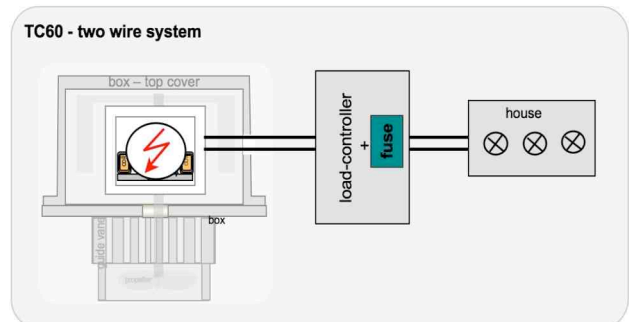 TC60 - two wire system
box – top cover
load-controller
+
fuse
house
box
guide vane
propeller